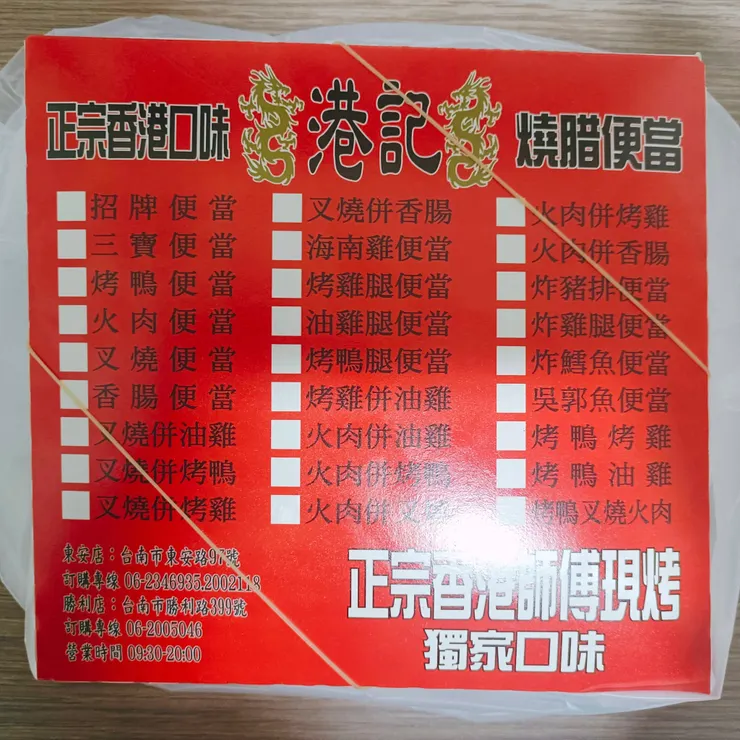 正宗香港口味
港記
燒腊便當
招牌便當
三寶便當
烤鴨便當
火肉便當
叉燒便當
香腸便當
叉燒併油雞
叉燒併烤鴨
叉燒併烤雞
叉燒併香腸
海南雞便當
烤雞腿便當
油雞腿便當
烤鴨腿便當
烤雞併油雞
火肉併油雞
火肉併烤鴨
火肉併叉燒
火肉併烤雞
火肉併香腸
炸豬排便當
炸雞腿便當
炸鱈魚便當
吳郭魚便當
烤鴨烤雞
烤鴨油雞
烤鴨叉燒火肉
東安店：台南市東安路97號
訂購專線 06-2346935.2002118
勝利店：台南市勝利路399號
訂購專線 06-2005046
營業時間 09:30-20:00
正宗香港師傅現烤
獨家口味